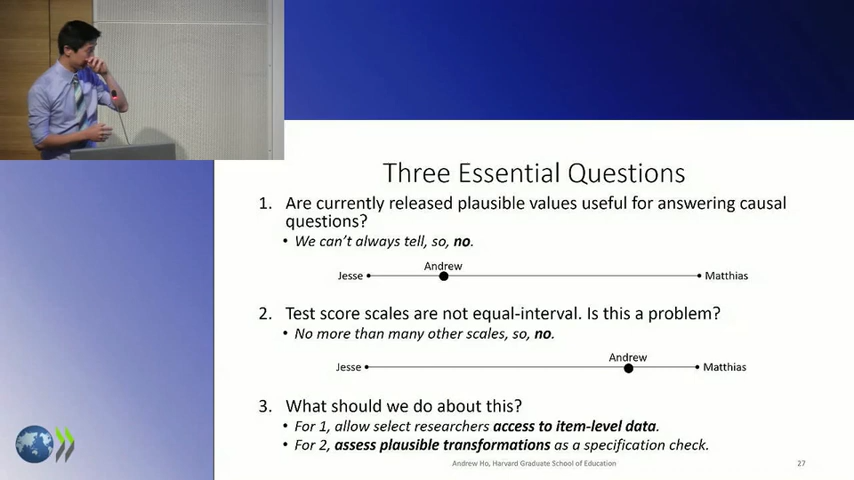 Three Essential Questions
1. Are currently released plausible values useful for answering causal
questions?
• We can't always tell, so, no.
Andrew
Jesse
Matthias
2. Test score scales are not equal-interval. Is this a problem?
• No more than many other scales, so, no.
Andrew
Jesse
Matthias
3. What should we do about this?
• For 1, allow select researchers access to item-level data.
• For 2, assess plausible transformations as a specification check.
Andrew Ho, Harvard Graduate School of Education
27